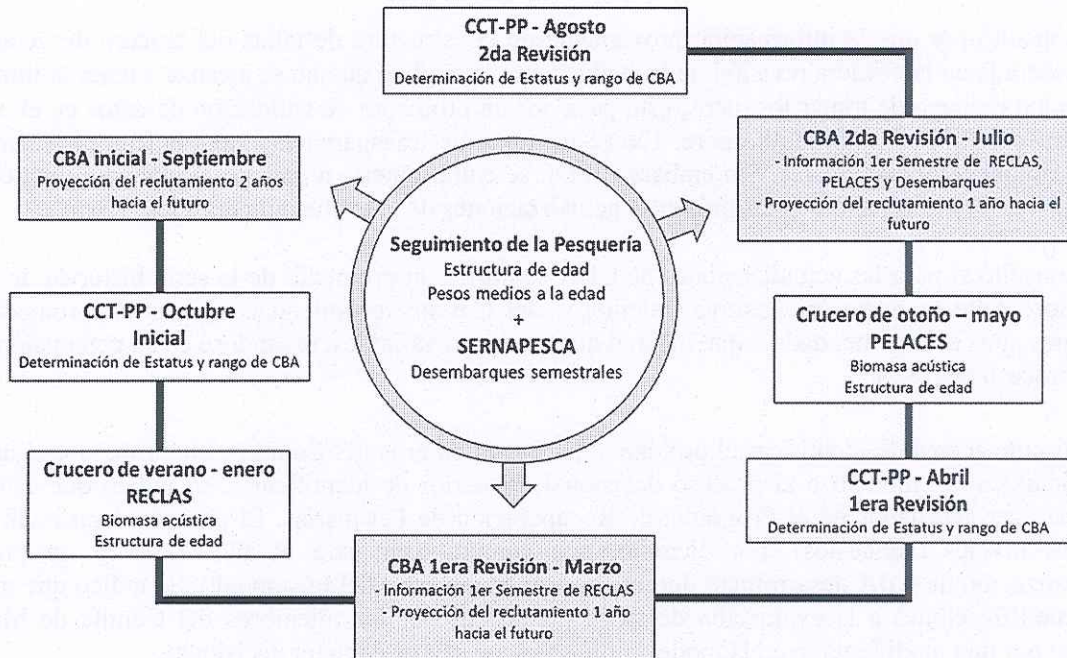 CCT-PP - Agosto
2da Revisión
Determinación de Estatus y rango de CBA
CBA inicial - Septiembre
Proyección del reclutamiento 2 años
hacia el futuro
CBA 2da Revisión - Julio
- Información 1er Semestre de RECLAS,
PELACES y Desembarques
- Proyección del reclutamiento 1 año hacia el
futuro
Seguimiento de la Pesquería
Estructura de edad
Pesos medios a la edad
+
SERNAPESCA
Desembarques semestrales
CCT-PP - Octubre
Inicial
Determinación de Estatus y rango de CBA
Crucero de otoño – mayo
PELACES
Biomasa acústica
Estructura de edad
Crucero de verano - enero
RECLAS
Biomasa acústica
Estructura de edad
CCT-PP - Abril
1era Revisión
Determinación de Estatus y rango de CBA
CBA 1era Revisión - Marzo
- Información 1er Semestre de RECLAS
- Proyección del reclutamiento 1 año
hacia el futuro